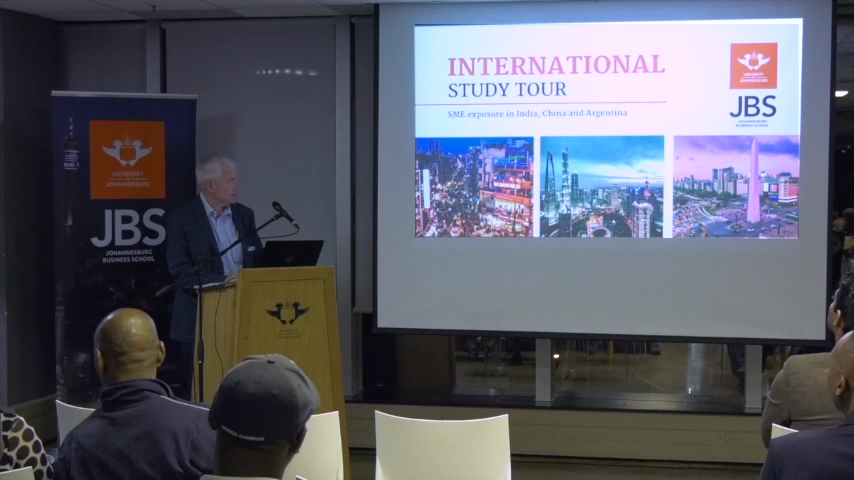 INTERNATIONAL
STUDY TOUR
SME exposure in India, China and Argentina
JBS
JOHANNESBURG
BUSINESS SCHOOL
UNIVERSITY
OF
JOHANNESBURG
JBS
JOHANNESBURG
BUSINESS SCHOOL